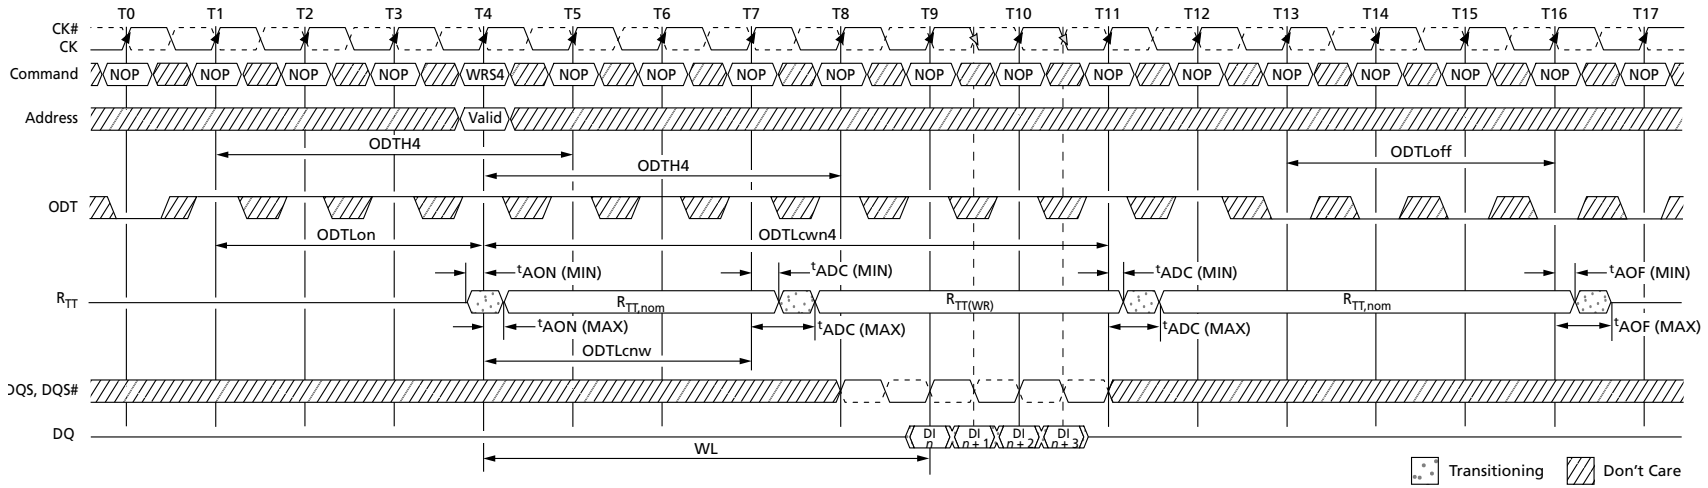 T0 T1 T2 T3 T4 T5 T6 T7 T8 T9 T10 T11 T12 T13 T14 T15 T16 T17
CK#
CK
Command NOP NOP NOP NOP WRS4 NOP NOP NOP NOP NOP NOP NOP NOP NOP NOP NOP NOP NOP
Address Valid
ODTH4 ODTLoff
ODTH4
ODT
ODTLon ODTLcwn4
tAON (MIN) tADC (MIN) tADC (MIN) tAOF (MIN)
RTT RTT,nom RTT(WR) RTT,nom
tAON (MAX) tADC (MAX) tADC (MAX) tAOF (MAX)
ODTLcnw
DQS, DQS#
DQ DI n DI n + 1 DI n + 2 DI n + 3
WL
Transitioning Don't Care